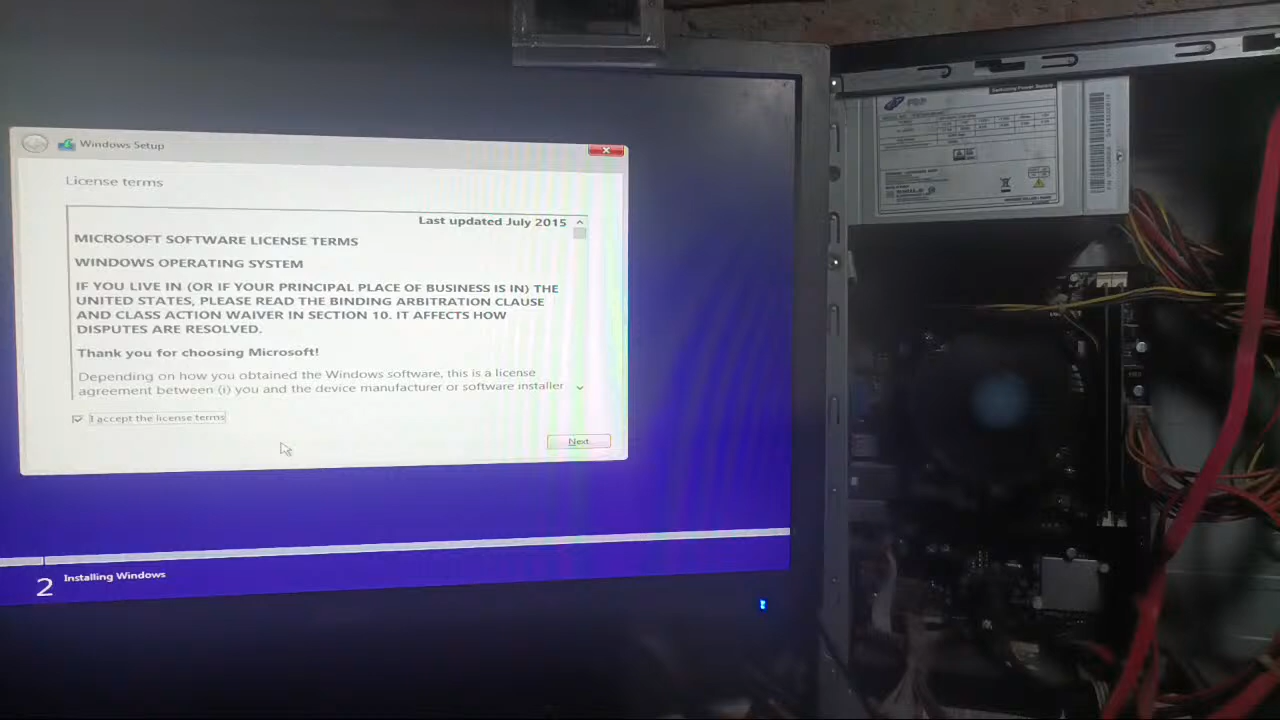 Windows Setup
License terms
Last updated July 2015
MICROSOFT SOFTWARE LICENSE TERMS
WINDOWS OPERATING SYSTEM
IF YOU LIVE IN (OR IF YOUR PRINCIPAL PLACE OF BUSINESS IS IN) THE
UNITED STATES, PLEASE READ THE BINDING ARBITRATION CLAUSE
AND CLASS ACTION WAIVER IN SECTION 10. IT AFFECTS HOW
DISPUTES ARE RESOLVED.
Thank you for choosing Microsoft!
Depending on how you obtained the Windows software, this is a license
agreement between (i) you and the device manufacturer or software installer
I accept the license terms
Next
2 Installing Windows
Switching Power Supply